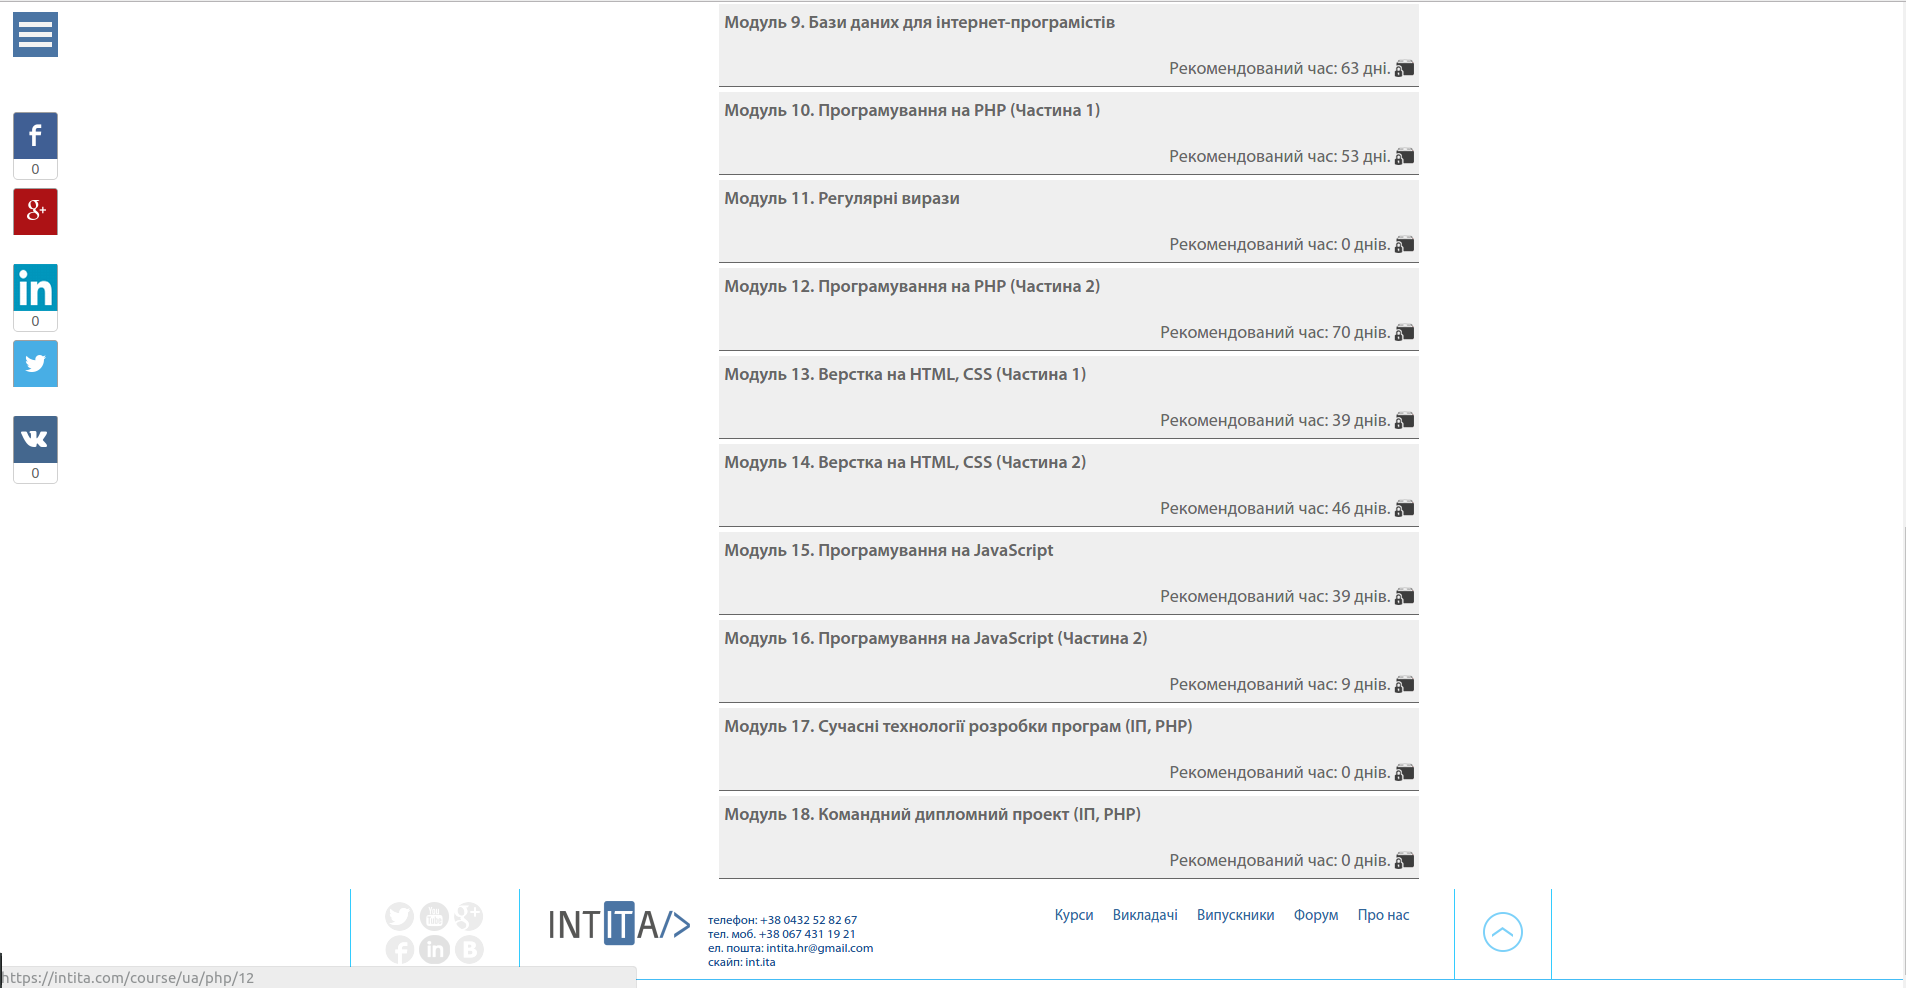 Модуль 9. Бази даних для інтернет-програмістів
Рекомендований час: 63 дні.
Модуль 10. Програмування на PHP (Частина 1)
Рекомендований час: 53 дні.
Модуль 11. Регулярні вирази
Рекомендований час: 0 днів.
Модуль 12. Програмування на PHP (Частина 2)
Рекомендований час: 70 днів.
Модуль 13. Верстка на HTML, CSS (Частина 1)
Рекомендований час: 39 днів.
Модуль 14. Верстка на HTML, CSS (Частина 2)
Рекомендований час: 46 днів.
Модуль 15. Програмування на JavaScript
Рекомендований час: 39 днів.
Модуль 16. Програмування на JavaScript (Частина 2)
Рекомендований час: 9 днів.
Модуль 17. Сучасні технології розробки програм (ІП, PHP)
Рекомендований час: 0 днів.
Модуль 18. Командний дипломний проект (ІП, PHP)
Рекомендований час: 0 днів.
f
0
g+
in
0
0
You Tube
g+
f
in
B
INTITA/>
телефон: +38 0432 52 82 67
тел. моб. +38 067 431 19 21
ел. пошта: intita.hr@gmail.com
скайп: int.ita
Курси Викладачі Випускники Форум Про нас
https://intita.com/course/ua/php/12